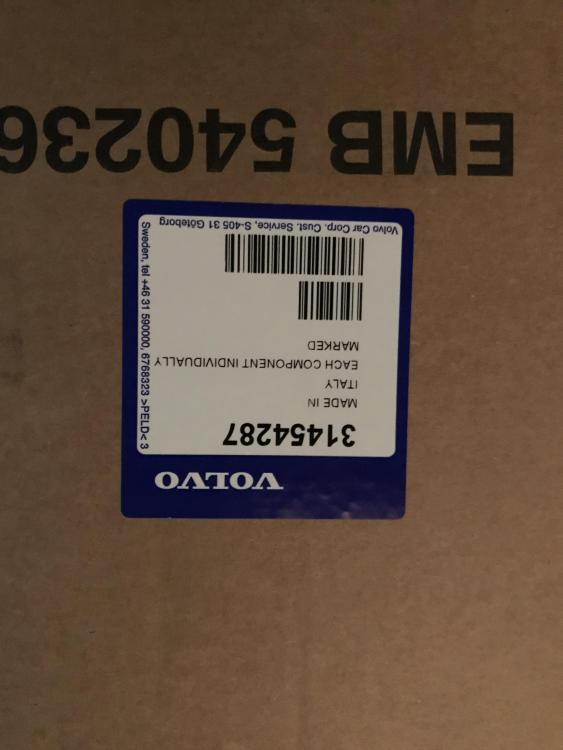 VOLVO
31454287
MADE IN
ITALY
EACH COMPONENT INDIVIDUALLY
MARKED
Volvo Car Corp. Cust. Service, S-405 31 Göteborg
Sweden, tel +46 31 590000, 6768323 >PELD< 3
EMB 540236